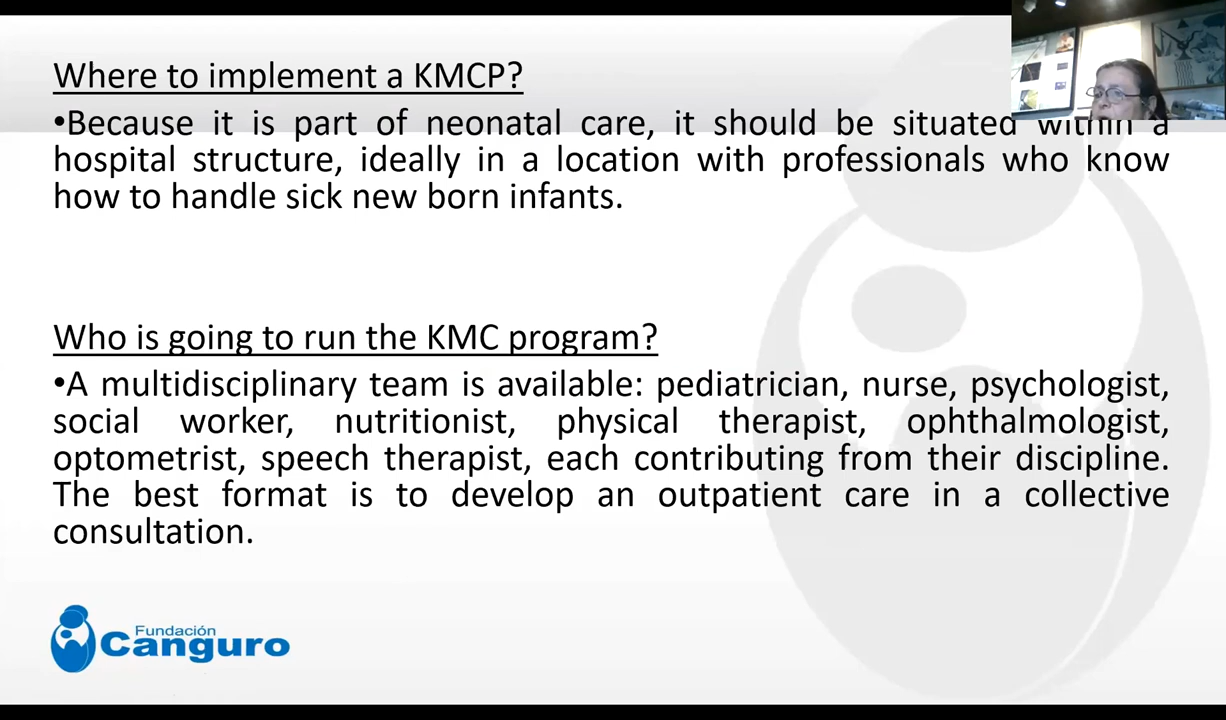 Where to implement a KMCP?
•Because it is part of neonatal care, it should be situated within a
hospital structure, ideally in a location with professionals who know
how to handle sick new born infants.
Who is going to run the KMC program?
•A multidisciplinary team is available: pediatrician, nurse, psychologist,
social worker, nutritionist, physical therapist, ophthalmologist,
optometrist, speech therapist, each contributing from their discipline.
The best format is to develop an outpatient care in a collective
consultation.
Fundación
Canguro